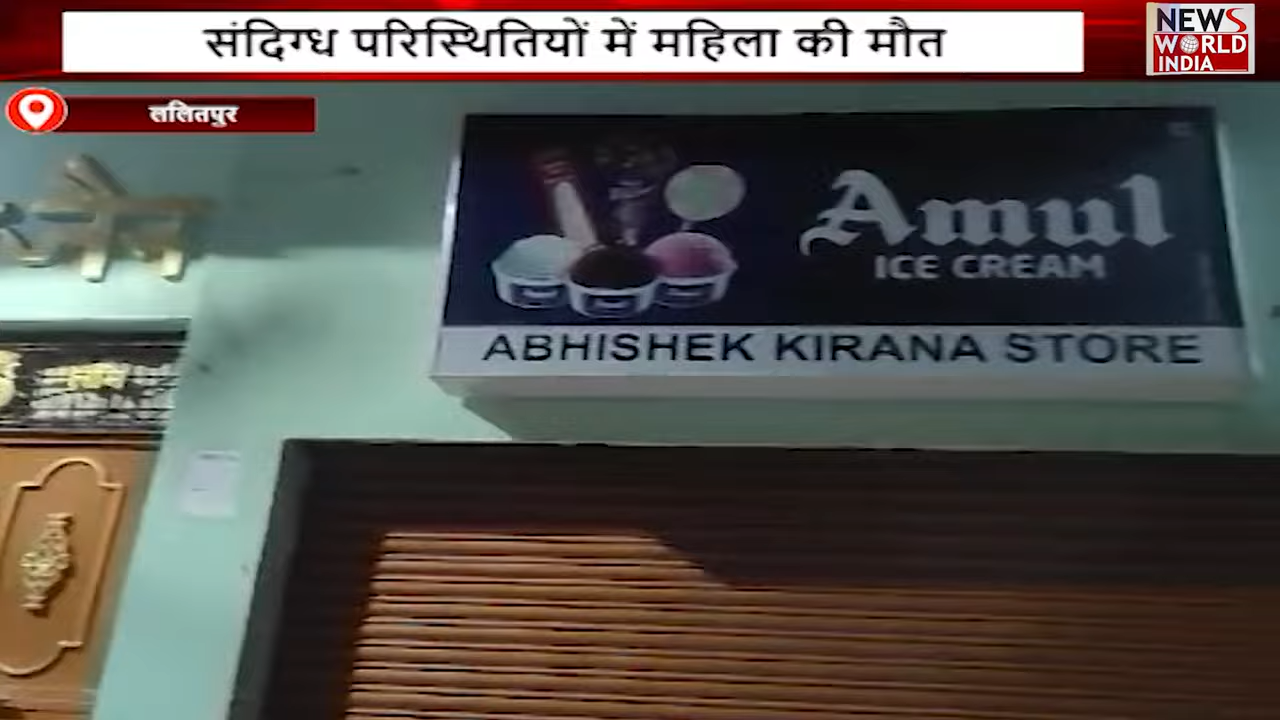 संदिग्ध परिस्थितियों में महिला की मौत
NEWS
WORLD
INDIA
ललितपुर
Amul
ICE CREAM
ABHISHEK KIRANA STORE